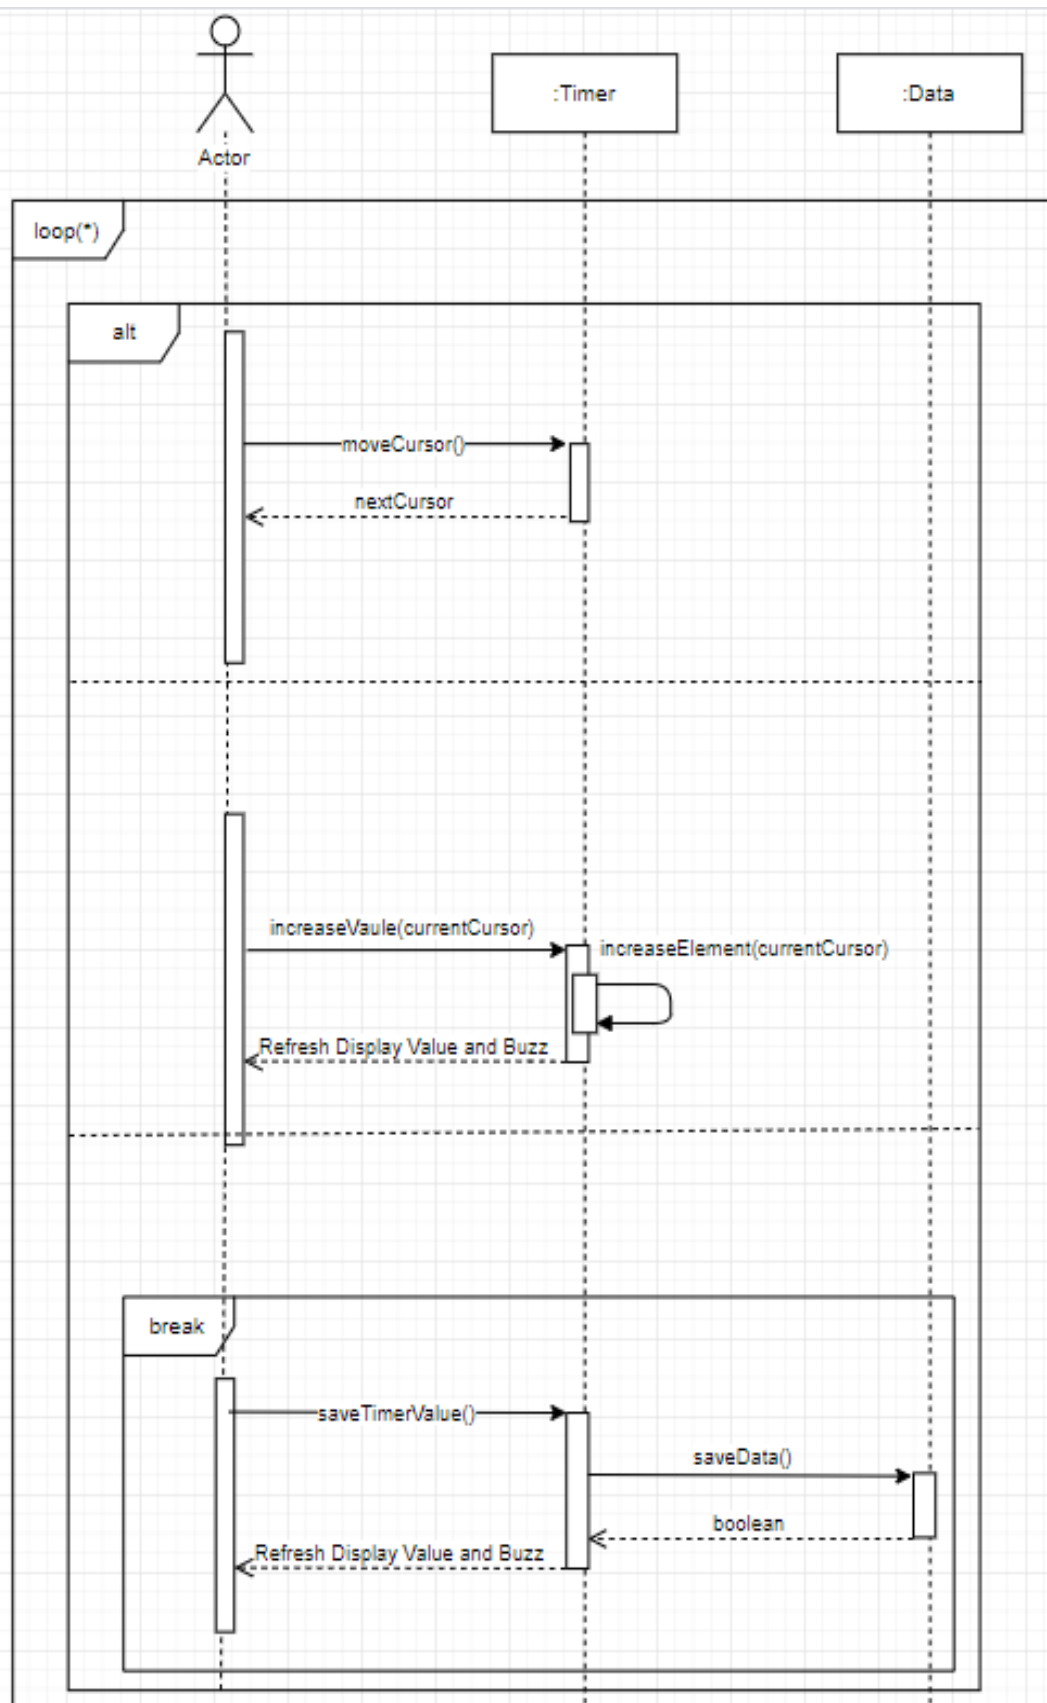 Actor
:Timer
:Data
loop(*)
alt
moveCursor()
nextCursor
increaseVaule(currentCursor)
increaseElement(currentCursor)
Refresh Display Value and Buzz
break
saveTimerValue()
saveData()
boolean
Refresh Display Value and Buzz